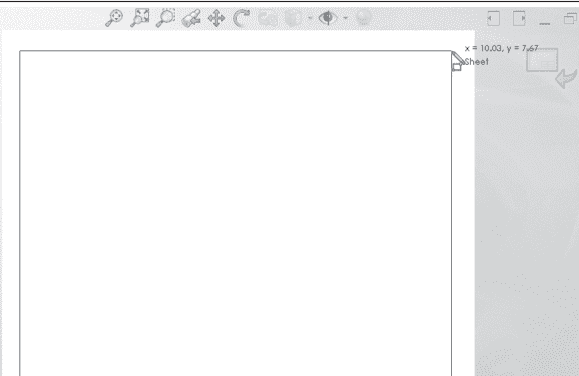 x = 10.03, y = 7.67
Sheet